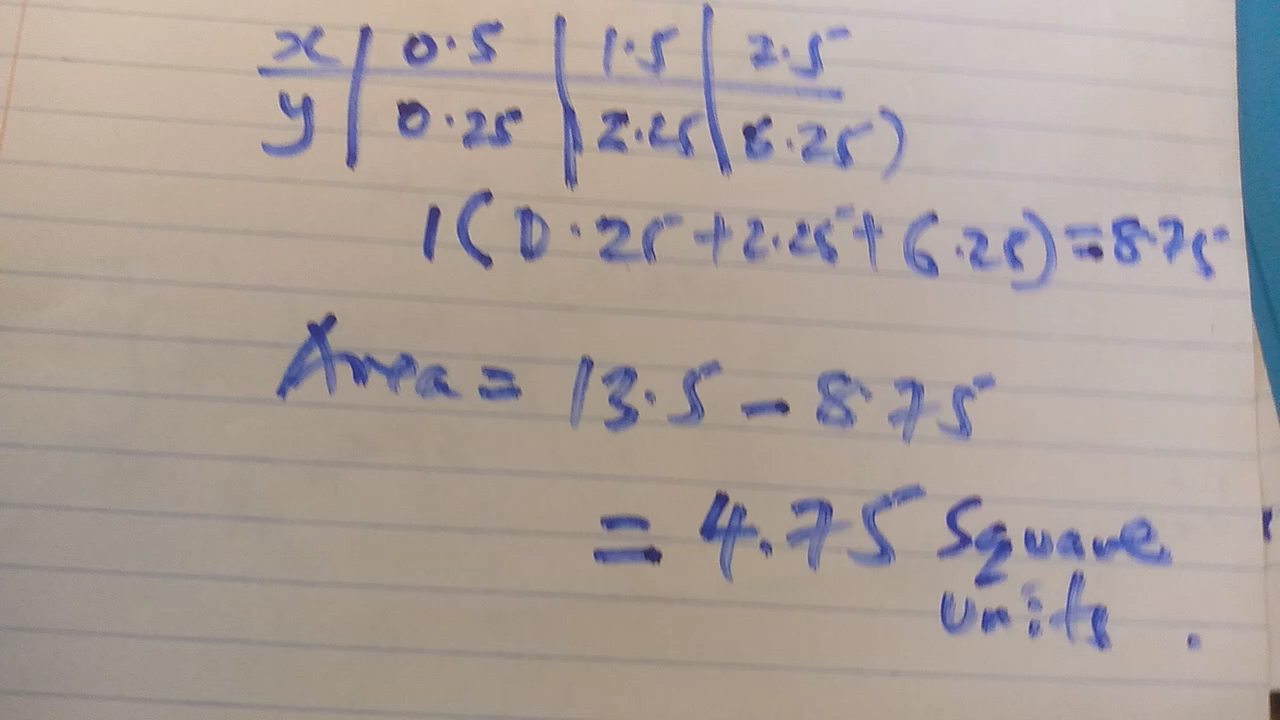 x | 0.5 | 1.5 | 2.5
y | 0.25 | 2.25 | 6.25)
1(0.25+2.25+6.25)=8.75
Area = 13.5 - 8.75
= 4.75 Square
units.